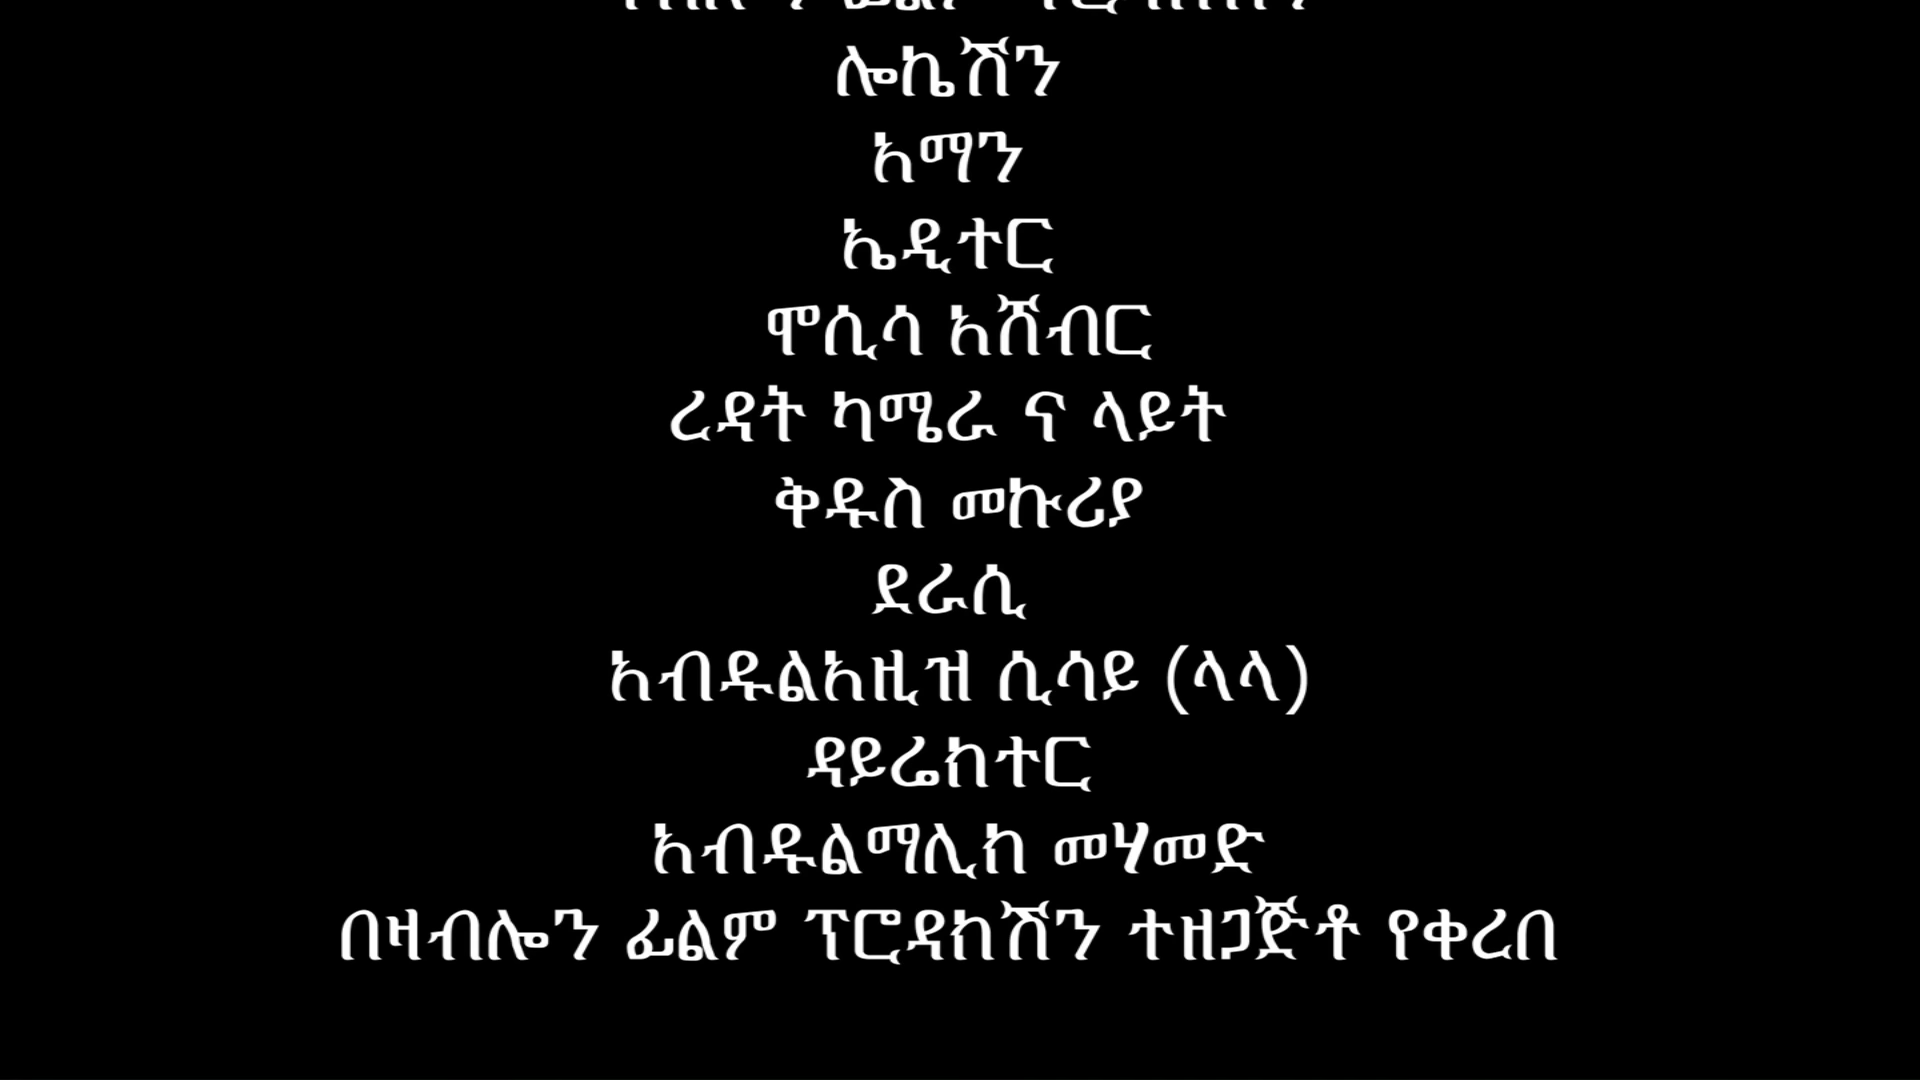 ሎኬሽን
አማን
ኤዲተር
ሞሲሳ አሸብር
ረዳት ካሜራ ና ላይት
ቅዱስ መኩሪያ
ደራሲ
አብዱልአዚዝ ሲሳይ (ላላ)
ዳይሬክተር
አብዱልማሊክ መሃመድ
በዛብሎን ፊልም ፕሮዳክሽን ተዘጋጅቶ የቀረበ